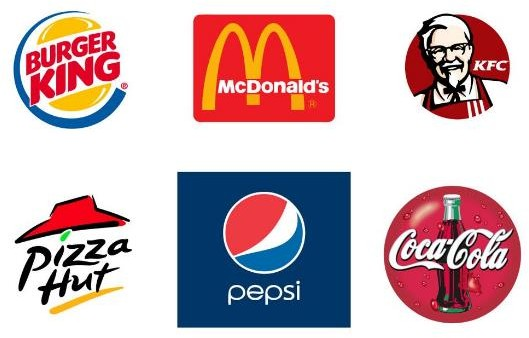 BURGER
KING®
McDonald's
®
KFC
Pizza
Hut
pepsi
Coca-Cola